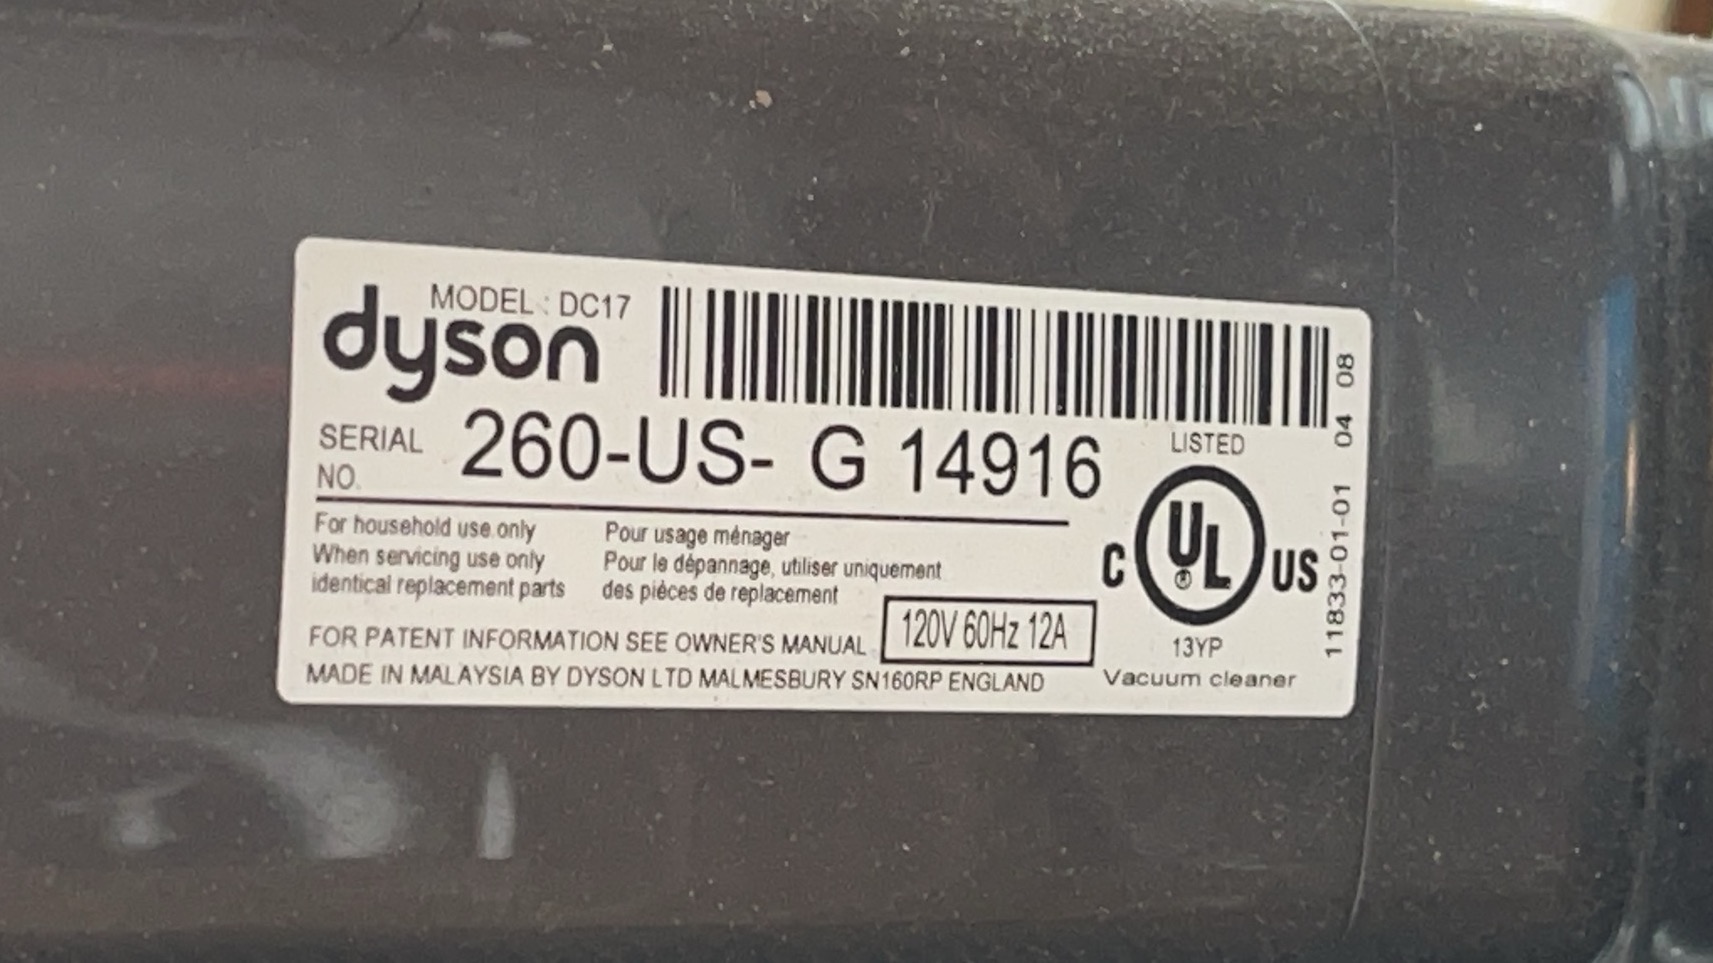 MODEL: DC17
dyson
SERIAL NO. 260-US- G 14916
For household use only
When servicing use only
identical replacement parts
Pour usage ménager
Pour le dépannage, utiliser uniquement
des pièces de replacement
FOR PATENT INFORMATION SEE OWNER'S MANUAL
120V 60Hz 12A
MADE IN MALAYSIA BY DYSON LTD MALMESBURY SN160RP ENGLAND
LISTED
C UL® US
13YP
Vacuum cleaner
11833-01-01 04 08